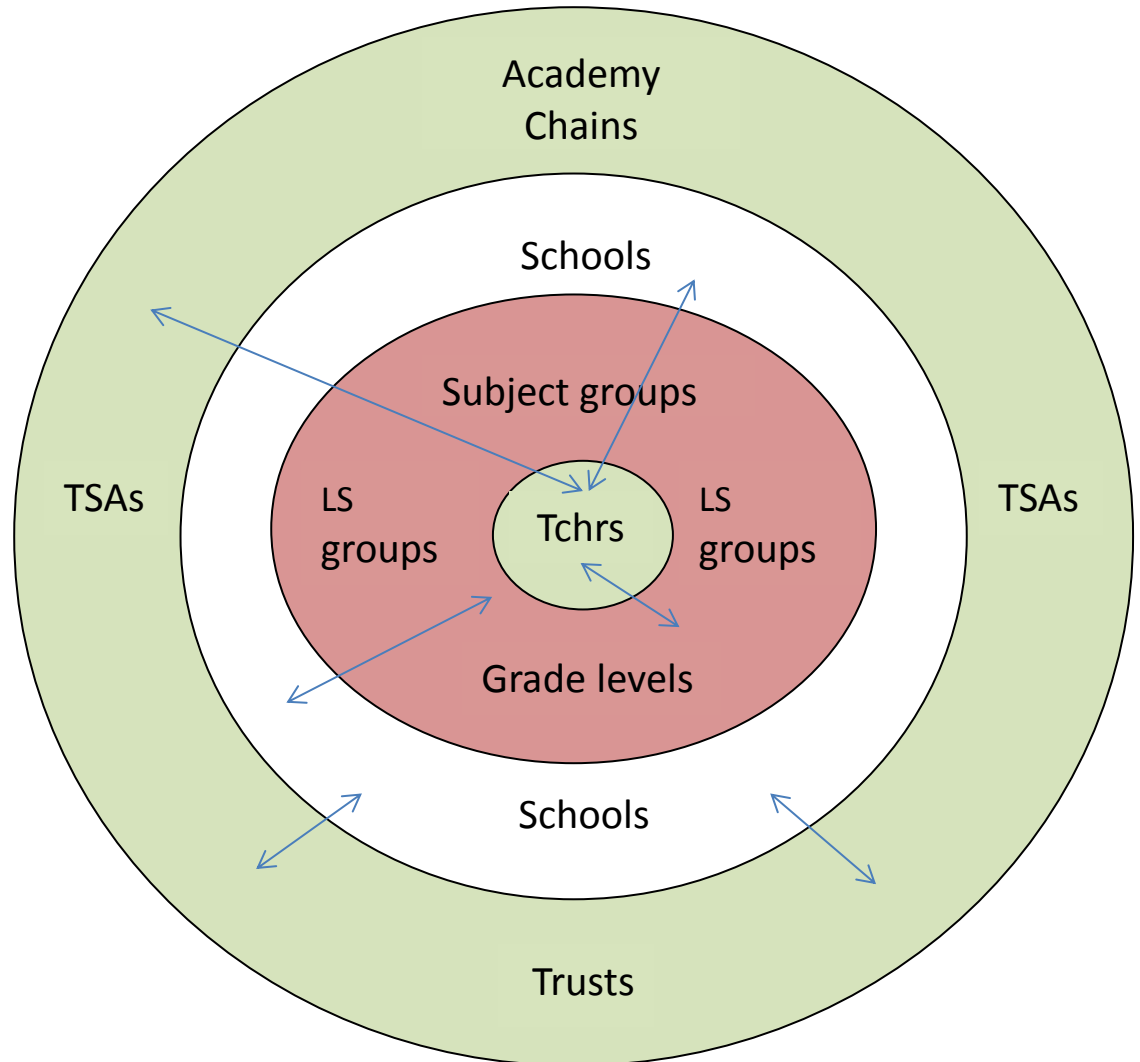 Academy
Chains
Schools
Subject groups
TSAs
LS
groups
Tchrs
LS
groups
TSAs
Grade levels
Schools
Trusts